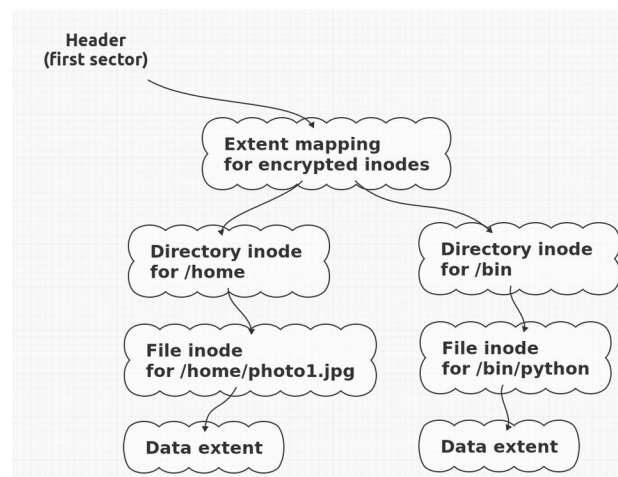 Header
(first sector)
Extent mapping
for encrypted inodes
Directory inode
for /home
Directory inode
for /bin
File inode
for /home/photo1.jpg
File inode
for /bin/python
Data extent
Data extent